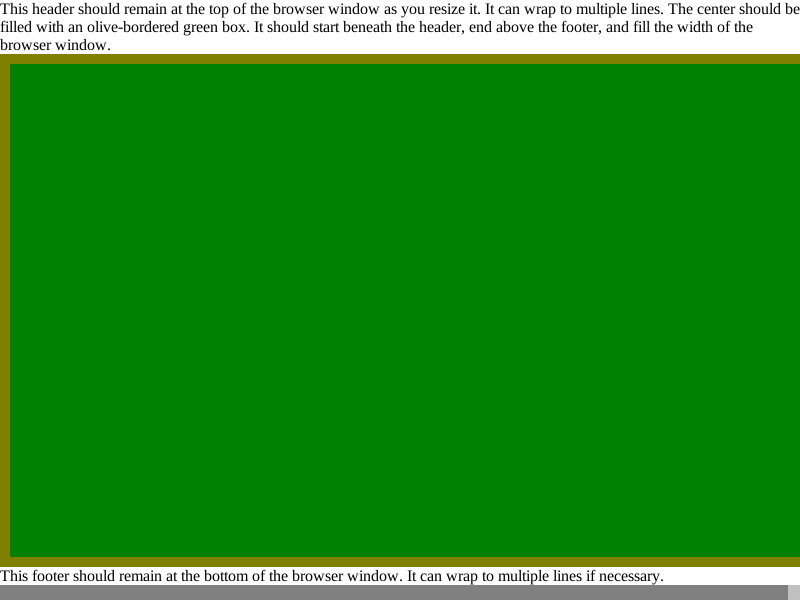 This header should remain at the top of the browser window as you resize it. It can wrap to multiple lines. The center should be
filled with an olive-bordered green box. It should start beneath the header, end above the footer, and fill the width of the
browser window.
This footer should remain at the bottom of the browser window. It can wrap to multiple lines if necessary.